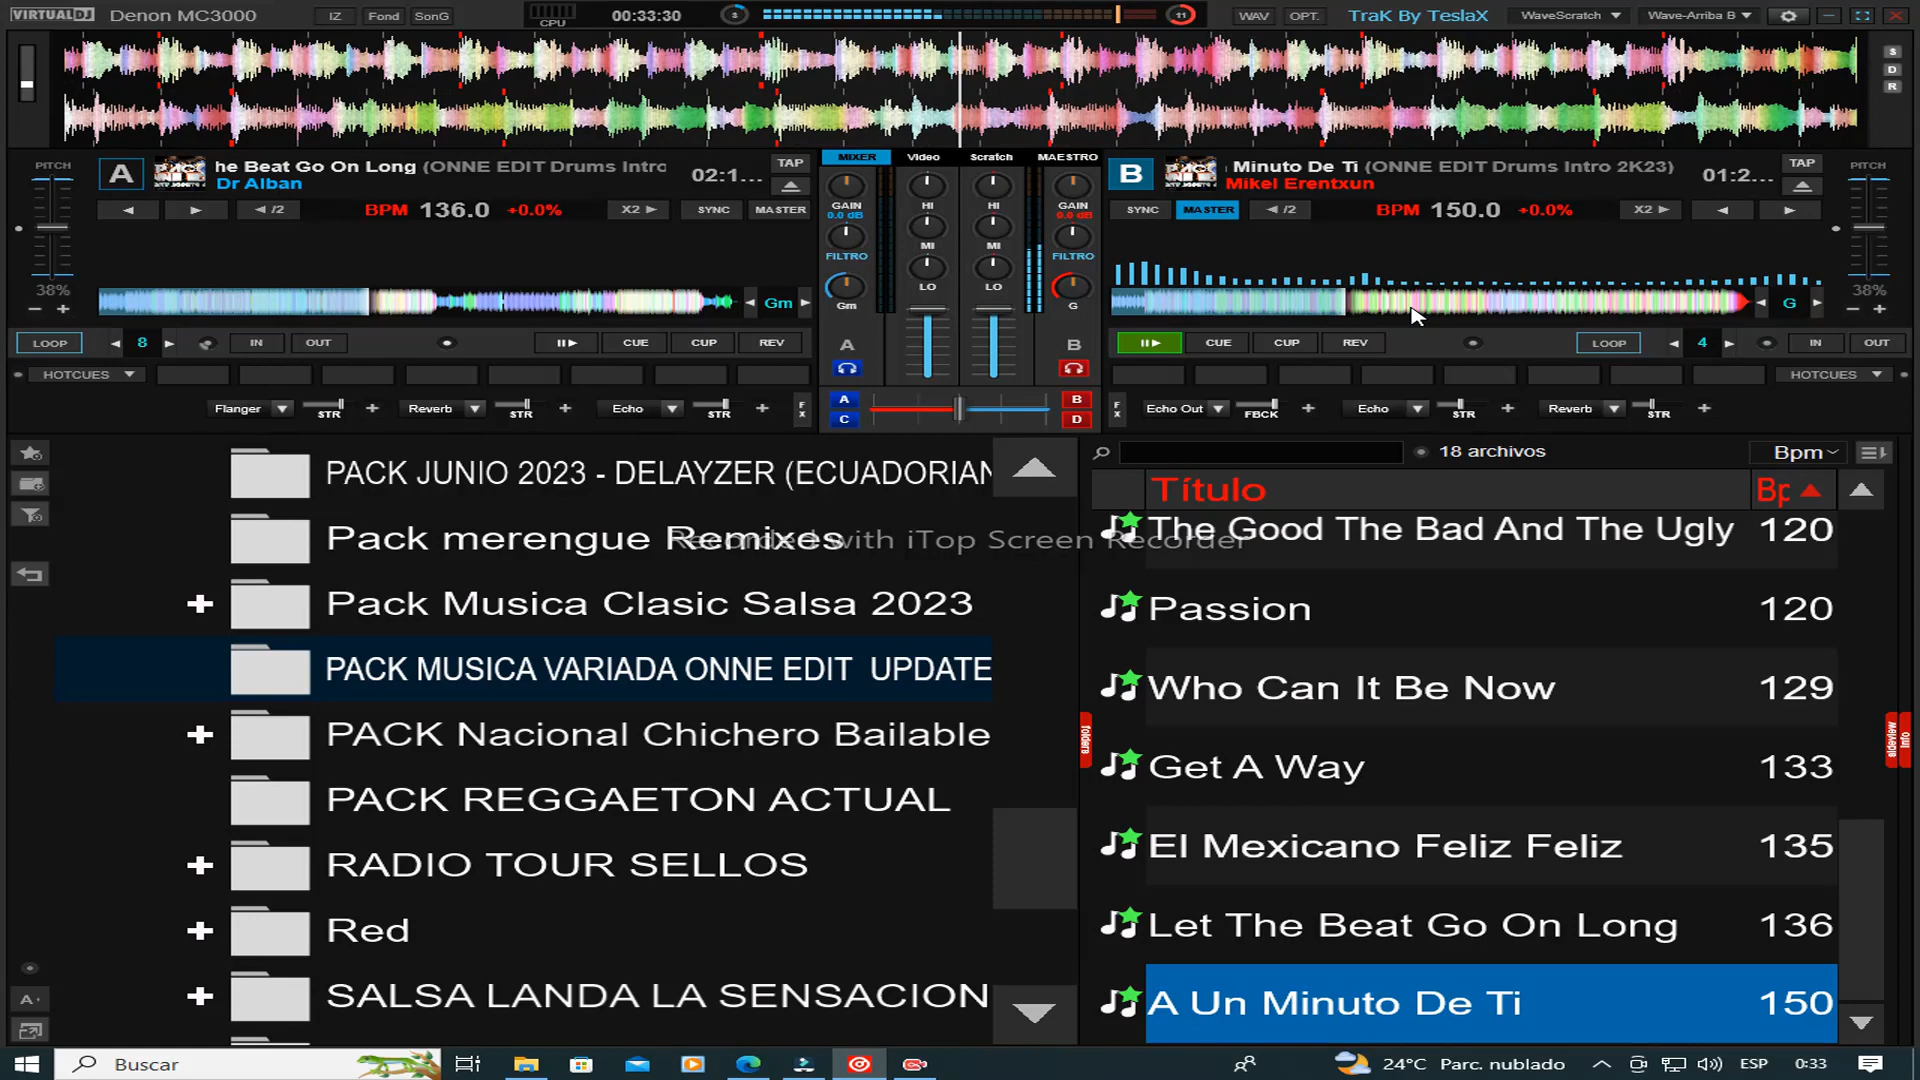 VIRTUALDJ Denon MC3000 IZ Fond SonG CPU 00:33:30 8 11 WAV OPT. TraK By TeslaX WaveScratch Wave-Arriba B
S
D
R
PITCH A he Beat Go On Long (ONNE EDIT Drums Intro 02:1... TAP
Dr Alban
◄ ► ◄ /2 BPM 136.0 +0.0% X2 ► SYNC MASTER
38%
Gm
LOOP 8 IN OUT CUE CUP REV
HOTCUES
Flanger STR Reverb STR Echo STR FX
MIXER Video Scratch MAESTRO
GAIN HI HI GAIN
0.0 dB 0.0 dB
MI MI
FILTRO FILTRO
LO LO
Gm G
A B
A B
C D
B Minuto De Ti (ONNE EDIT Drums Intro 2K23) 01:2... TAP PITCH
Mikel Erentxun
SYNC MASTER ◄ /2 BPM 150.0 +0.0% X2 ► ◄ ►
38%
G
CUE CUP REV LOOP 4 IN OUT
HOTCUES
FX Echo Out FBCK Echo STR Reverb STR
PACK JUNIO 2023 - DELAYZER (ECUADORIAN
Pack merengue Remixes
Recorded with iTop Screen Recorder
Pack Musica Clasic Salsa 2023
PACK MUSICA VARIADA ONNE EDIT UPDATE
PACK Nacional Chichero Bailable
PACK REGGAETON ACTUAL
RADIO TOUR SELLOS
Red
SALSA LANDA LA SENSACION
folders
18 archivos Bpm
Título Bp
The Good The Bad And The Ugly 120
Passion 120
Who Can It Be Now 129
Get A Way 133
El Mexicano Feliz Feliz 135
Let The Beat Go On Long 136
A Un Minuto De Ti 150
sideview
info
A
Buscar 24°C Parc. nublado ESP 0:33